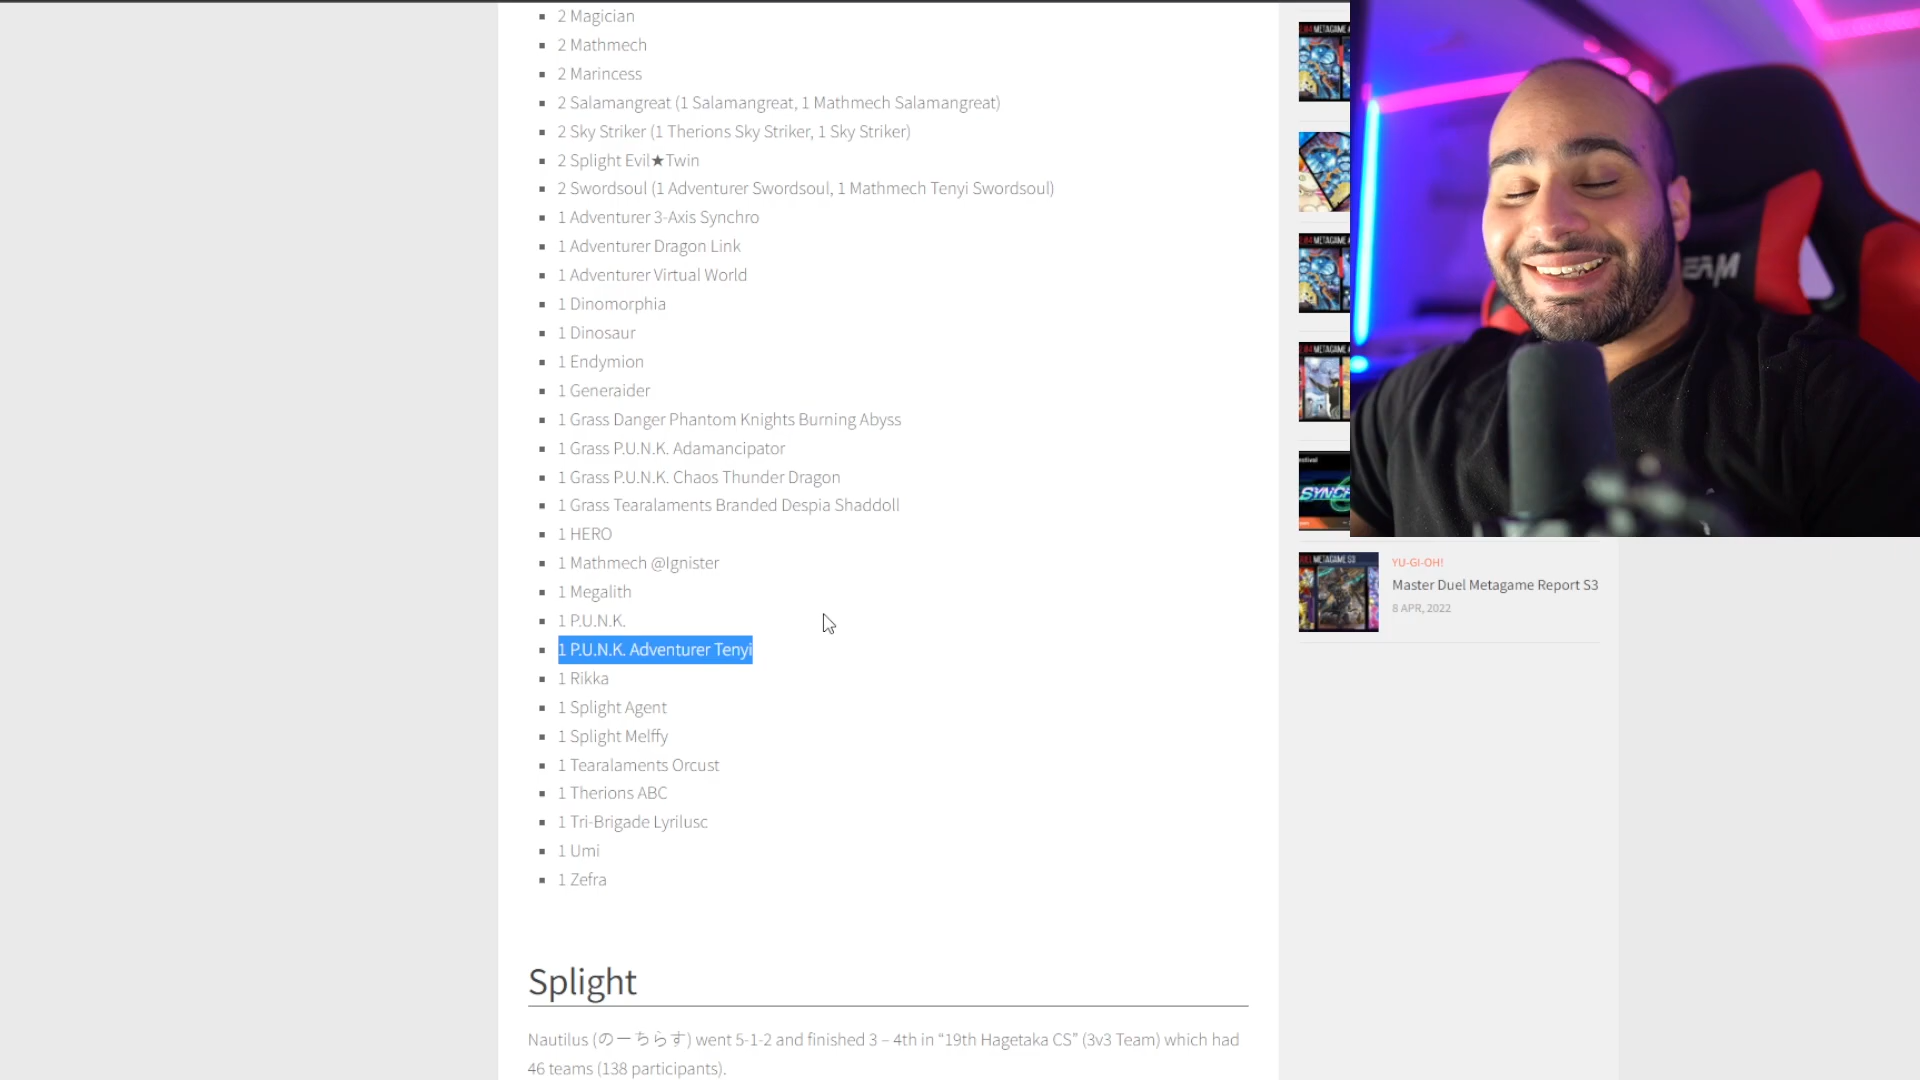 2 Magician
2 Mathmech
2 Marincess
2 Salamangreat (1 Salamangreat, 1 Mathmech Salamangreat)
2 Sky Striker (1 Therions Sky Striker, 1 Sky Striker)
2 Splight Evil★Twin
2 Swordsoul (1 Adventurer Swordsoul, 1 Mathmech Tenyi Swordsoul)
1 Adventurer 3-Axis Synchro
1 Adventurer Dragon Link
1 Adventurer Virtual World
1 Dinomorphia
1 Dinosaur
1 Endymion
1 Generaider
1 Grass Danger Phantom Knights Burning Abyss
1 Grass P.U.N.K. Adamancipator
1 Grass P.U.N.K. Chaos Thunder Dragon
1 Grass Tearalaments Branded Despia Shaddoll
1 HERO
1 Mathmech @Ignister
1 Megalith
1 P.U.N.K.
1 P.U.N.K. Adventurer Tenyi
1 Rikka
1 Splight Agent
1 Splight Melffy
1 Tearalaments Orcust
1 Therions ABC
1 Tri-Brigade Lyrilusc
1 Umi
1 Zefra
Splight
Nautilus (のーちらす) went 5-1-2 and finished 3 – 4th in “19th Hagetaka CS” (3v3 Team) which had
46 teams (138 participants).
METAGAME
METAGAME
METAGAME
SYNC
METAGAME S3
YU-GI-OH!
Master Duel Metagame Report S3
8 APR, 2022